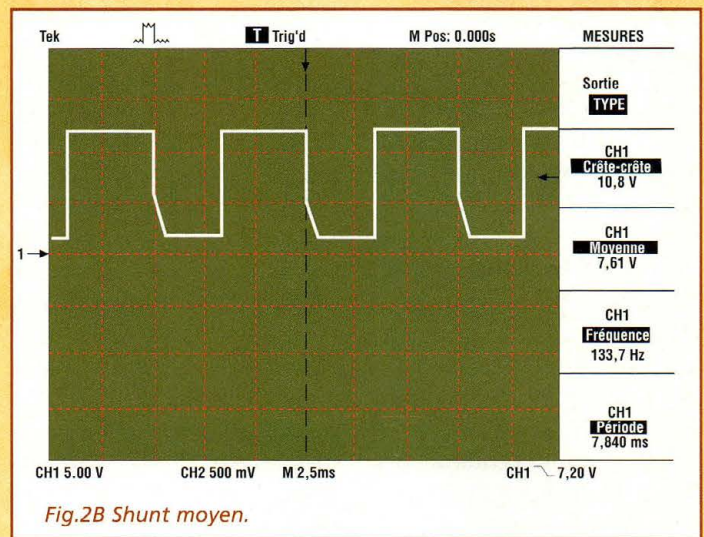 Tek T Trig'd M Pos: 0.000s MESURES
Sortie
TYPE
CH1
Crête-crête
10,8 V
1
CH1
Moyenne
7,61 V
CH1
Fréquence
133,7 Hz
CH1
Période
7,840 ms
CH1 5.00 V CH2 500 mV M 2,5ms CH1 7,20 V
Fig.2B Shunt moyen.